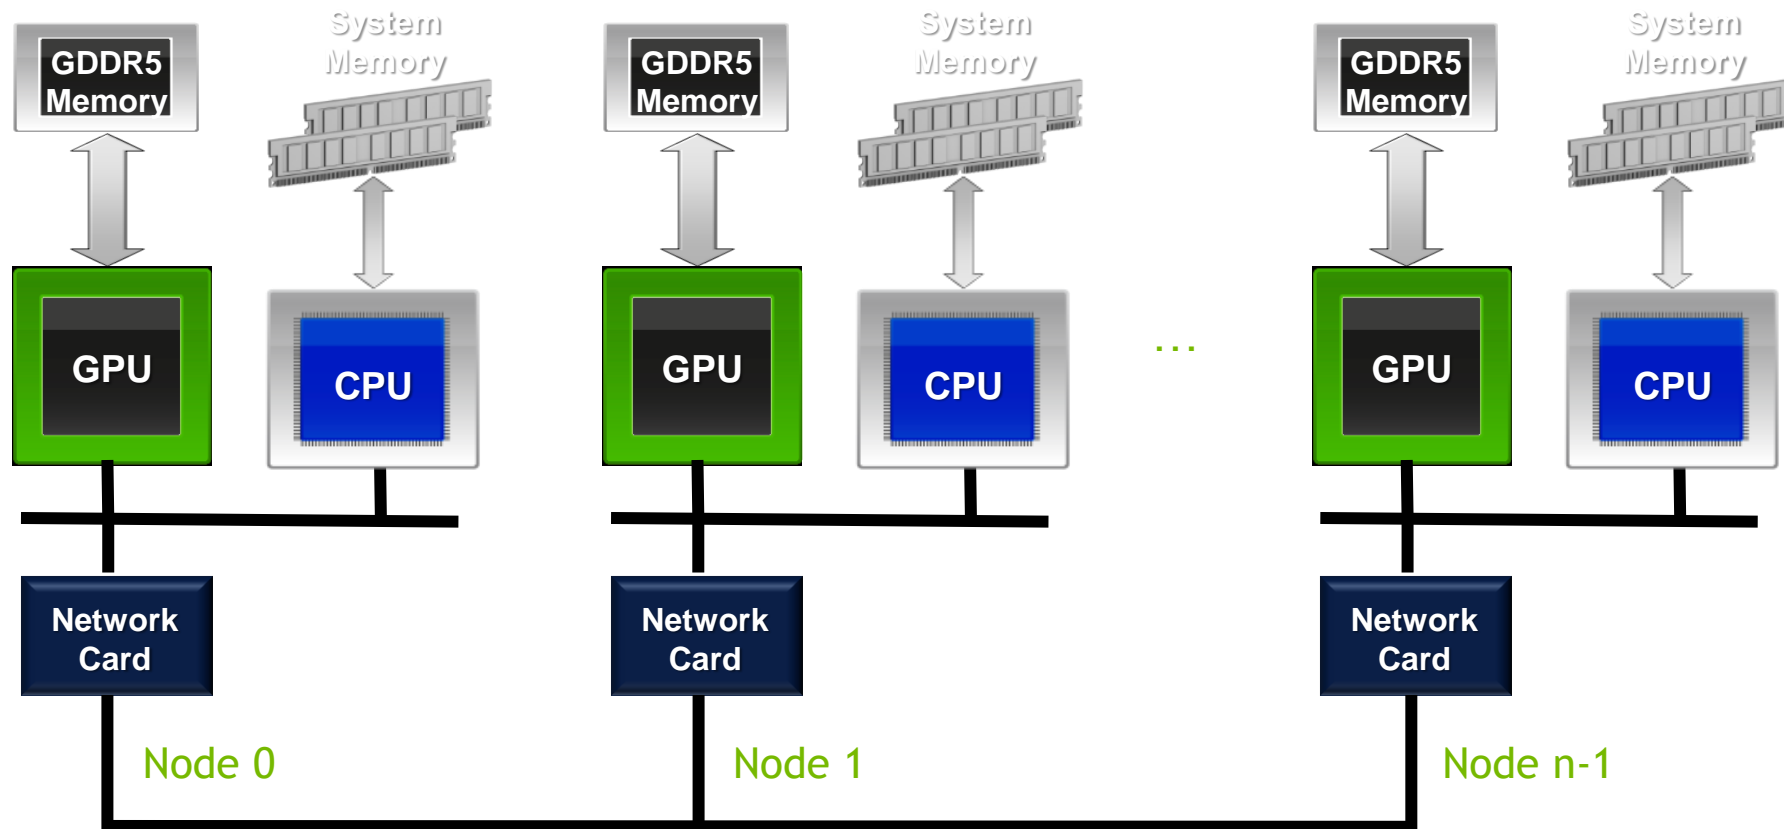 GDDR5
Memory
System
Memory
GDDR5
Memory
System
Memory
GDDR5
Memory
System
Memory
GPU
CPU
GPU
CPU
...
GPU
CPU
Network
Card
Network
Card
Network
Card
Node 0
Node 1
Node n-1